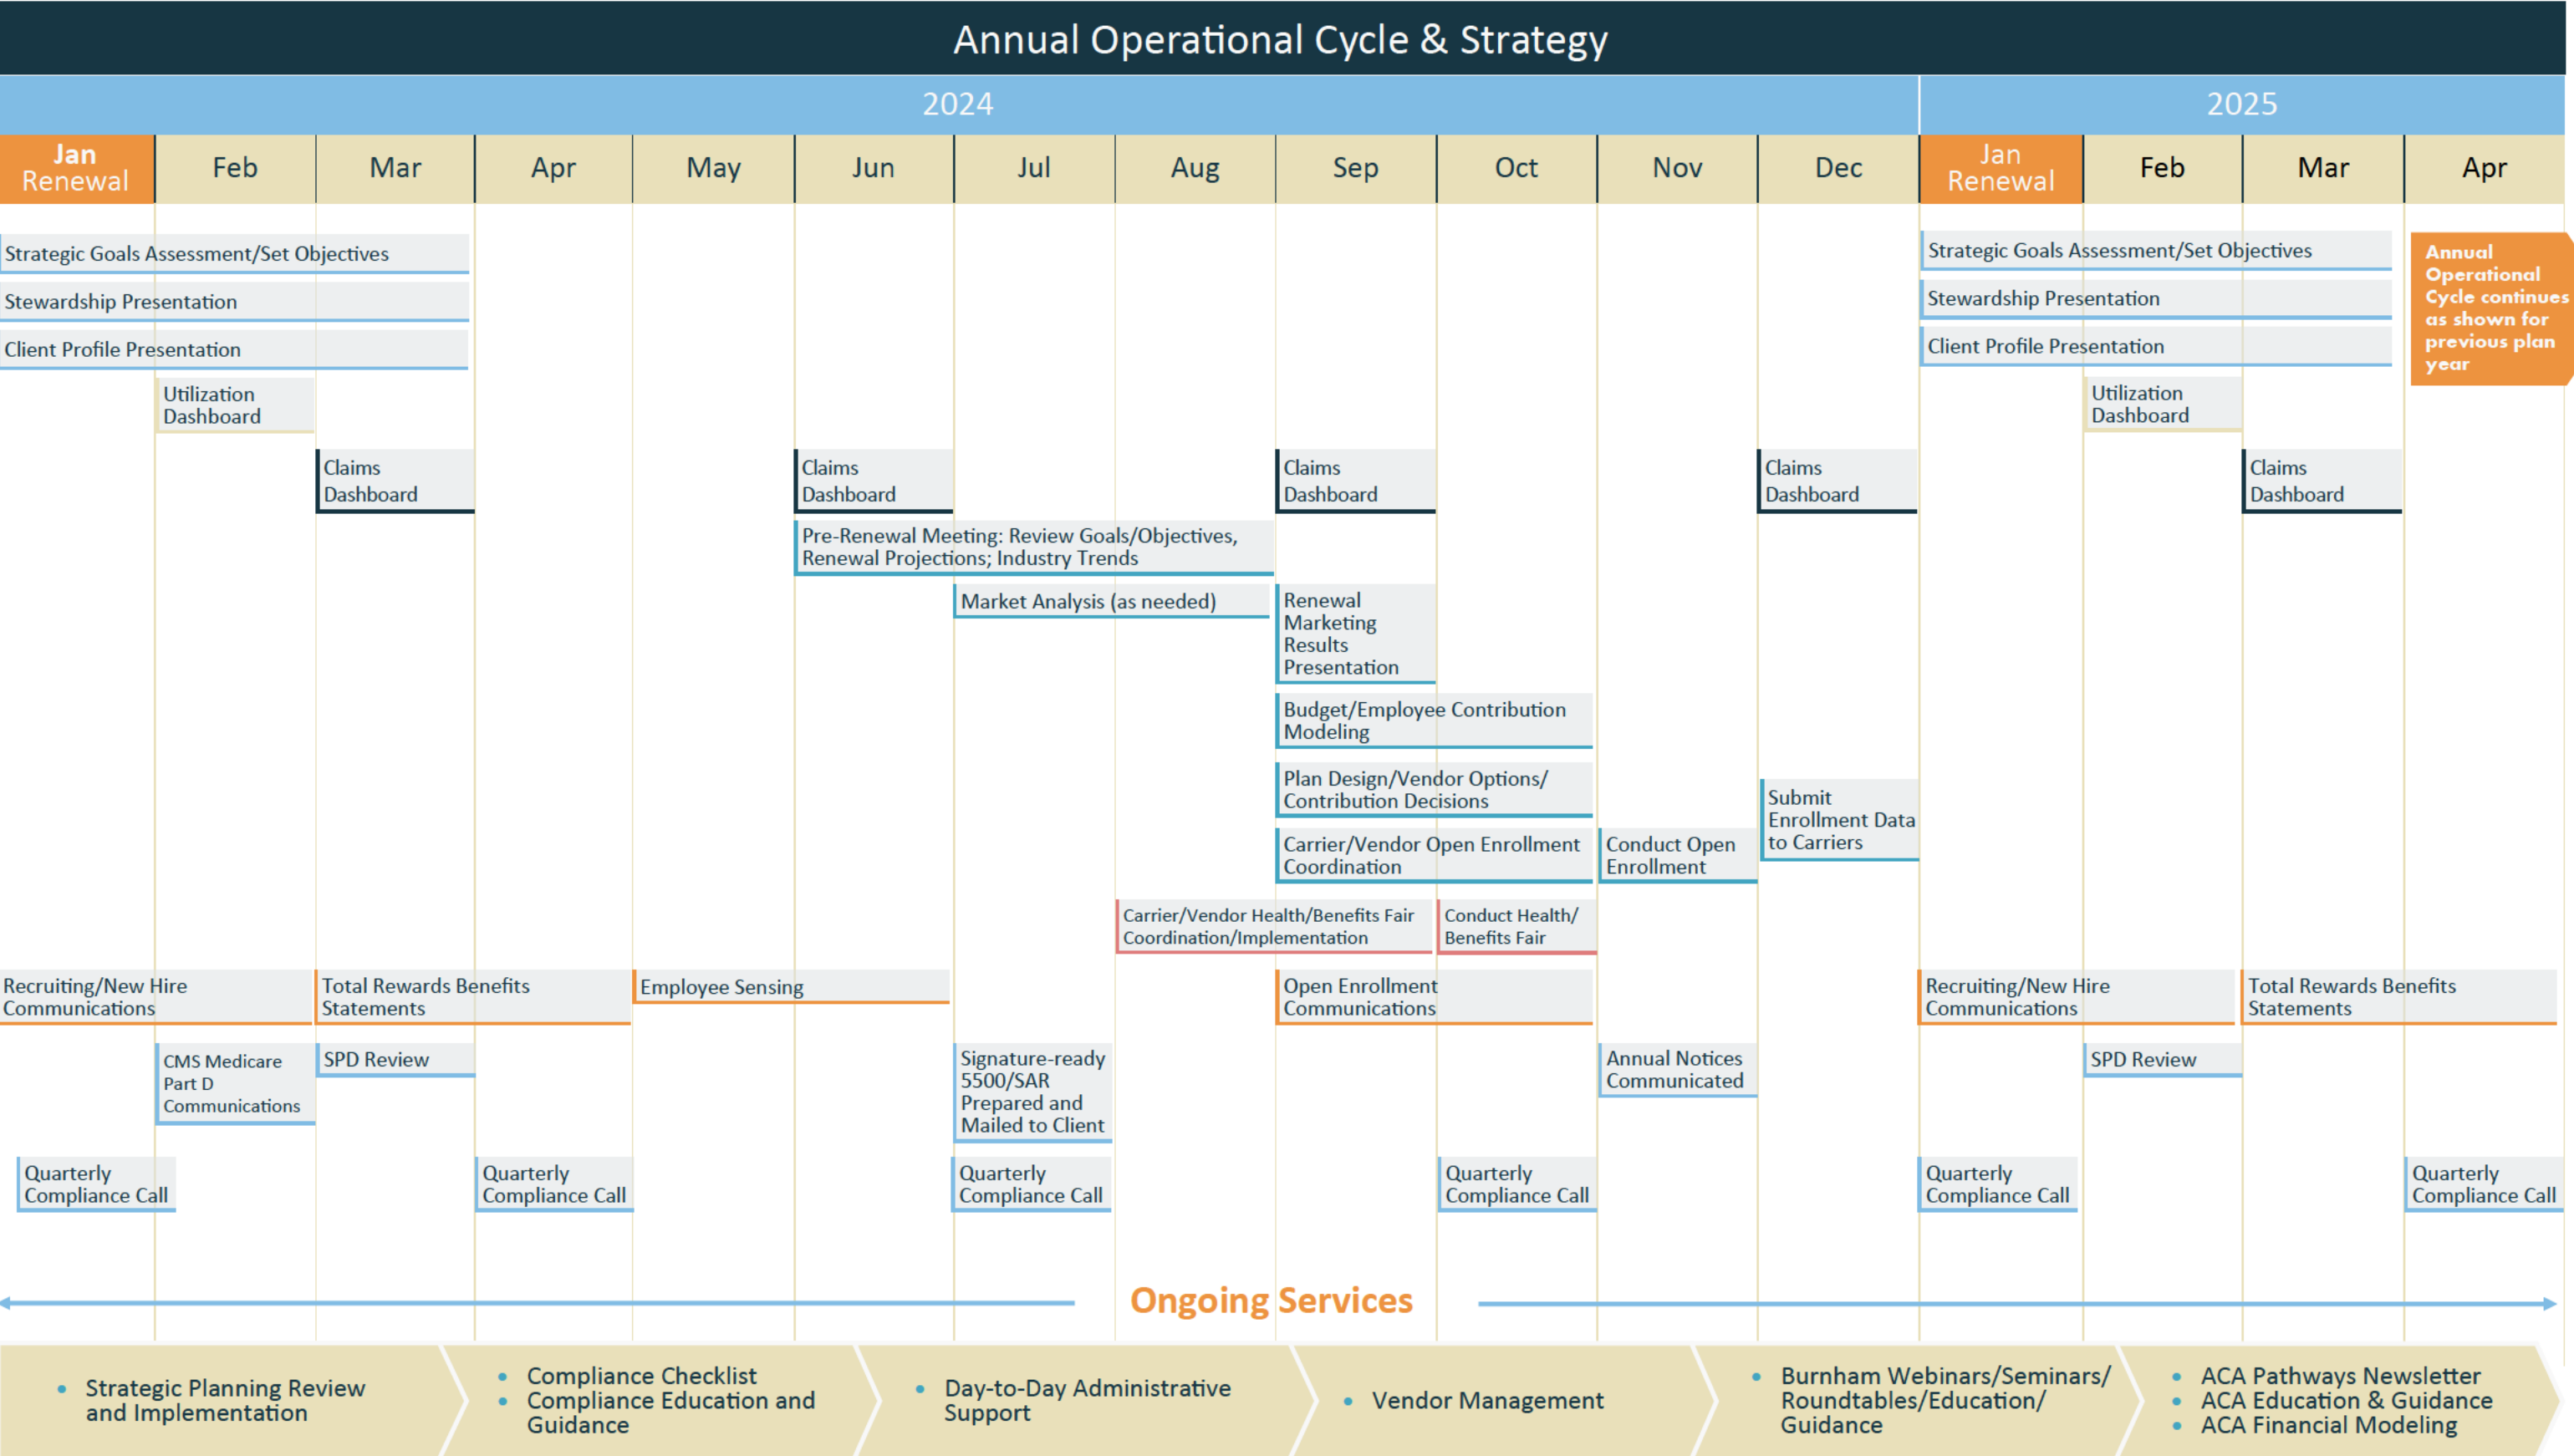 Annual Operational Cycle & Strategy
2024
2025
Jan
Renewal
Feb
Mar
Apr
May
Jun
Jul
Aug
Sep
Oct
Nov
Dec
Jan
Renewal
Feb
Mar
Apr
Strategic Goals Assessment/Set Objectives
Strategic Goals Assessment/Set Objectives
Annual
Operational
Cycle continues
as shown for
previous plan
year
Stewardship Presentation
Stewardship Presentation
Client Profile Presentation
Client Profile Presentation
Utilization
Dashboard
Utilization
Dashboard
Claims
Dashboard
Claims
Dashboard
Claims
Dashboard
Claims
Dashboard
Claims
Dashboard
Pre-Renewal Meeting: Review Goals/Objectives,
Renewal Projections; Industry Trends
Market Analysis (as needed)
Renewal
Marketing
Results
Presentation
Budget/Employee Contribution
Modeling
Plan Design/Vendor Options/
Contribution Decisions
Submit
Enrollment Data
to Carriers
Carrier/Vendor Open Enrollment
Coordination
Conduct Open
Enrollment
Carrier/Vendor Health/Benefits Fair
Coordination/Implementation
Conduct Health/
Benefits Fair
Recruiting/New Hire
Communications
Total Rewards Benefits
Statements
Employee Sensing
Open Enrollment
Communications
Recruiting/New Hire
Communications
Total Rewards Benefits
Statements
CMS Medicare
Part D
Communications
SPD Review
Signature-ready
5500/SAR
Prepared and
Mailed to Client
Annual Notices
Communicated
SPD Review
Quarterly
Compliance Call
Quarterly
Compliance Call
Quarterly
Compliance Call
Quarterly
Compliance Call
Quarterly
Compliance Call
Quarterly
Compliance Call
Ongoing Services
• Strategic Planning Review
and Implementation
• Compliance Checklist
• Compliance Education and
Guidance
• Day-to-Day Administrative
Support
• Vendor Management
• Burnham Webinars/Seminars/
Roundtables/Education/
Guidance
• ACA Pathways Newsletter
• ACA Education & Guidance
• ACA Financial Modeling